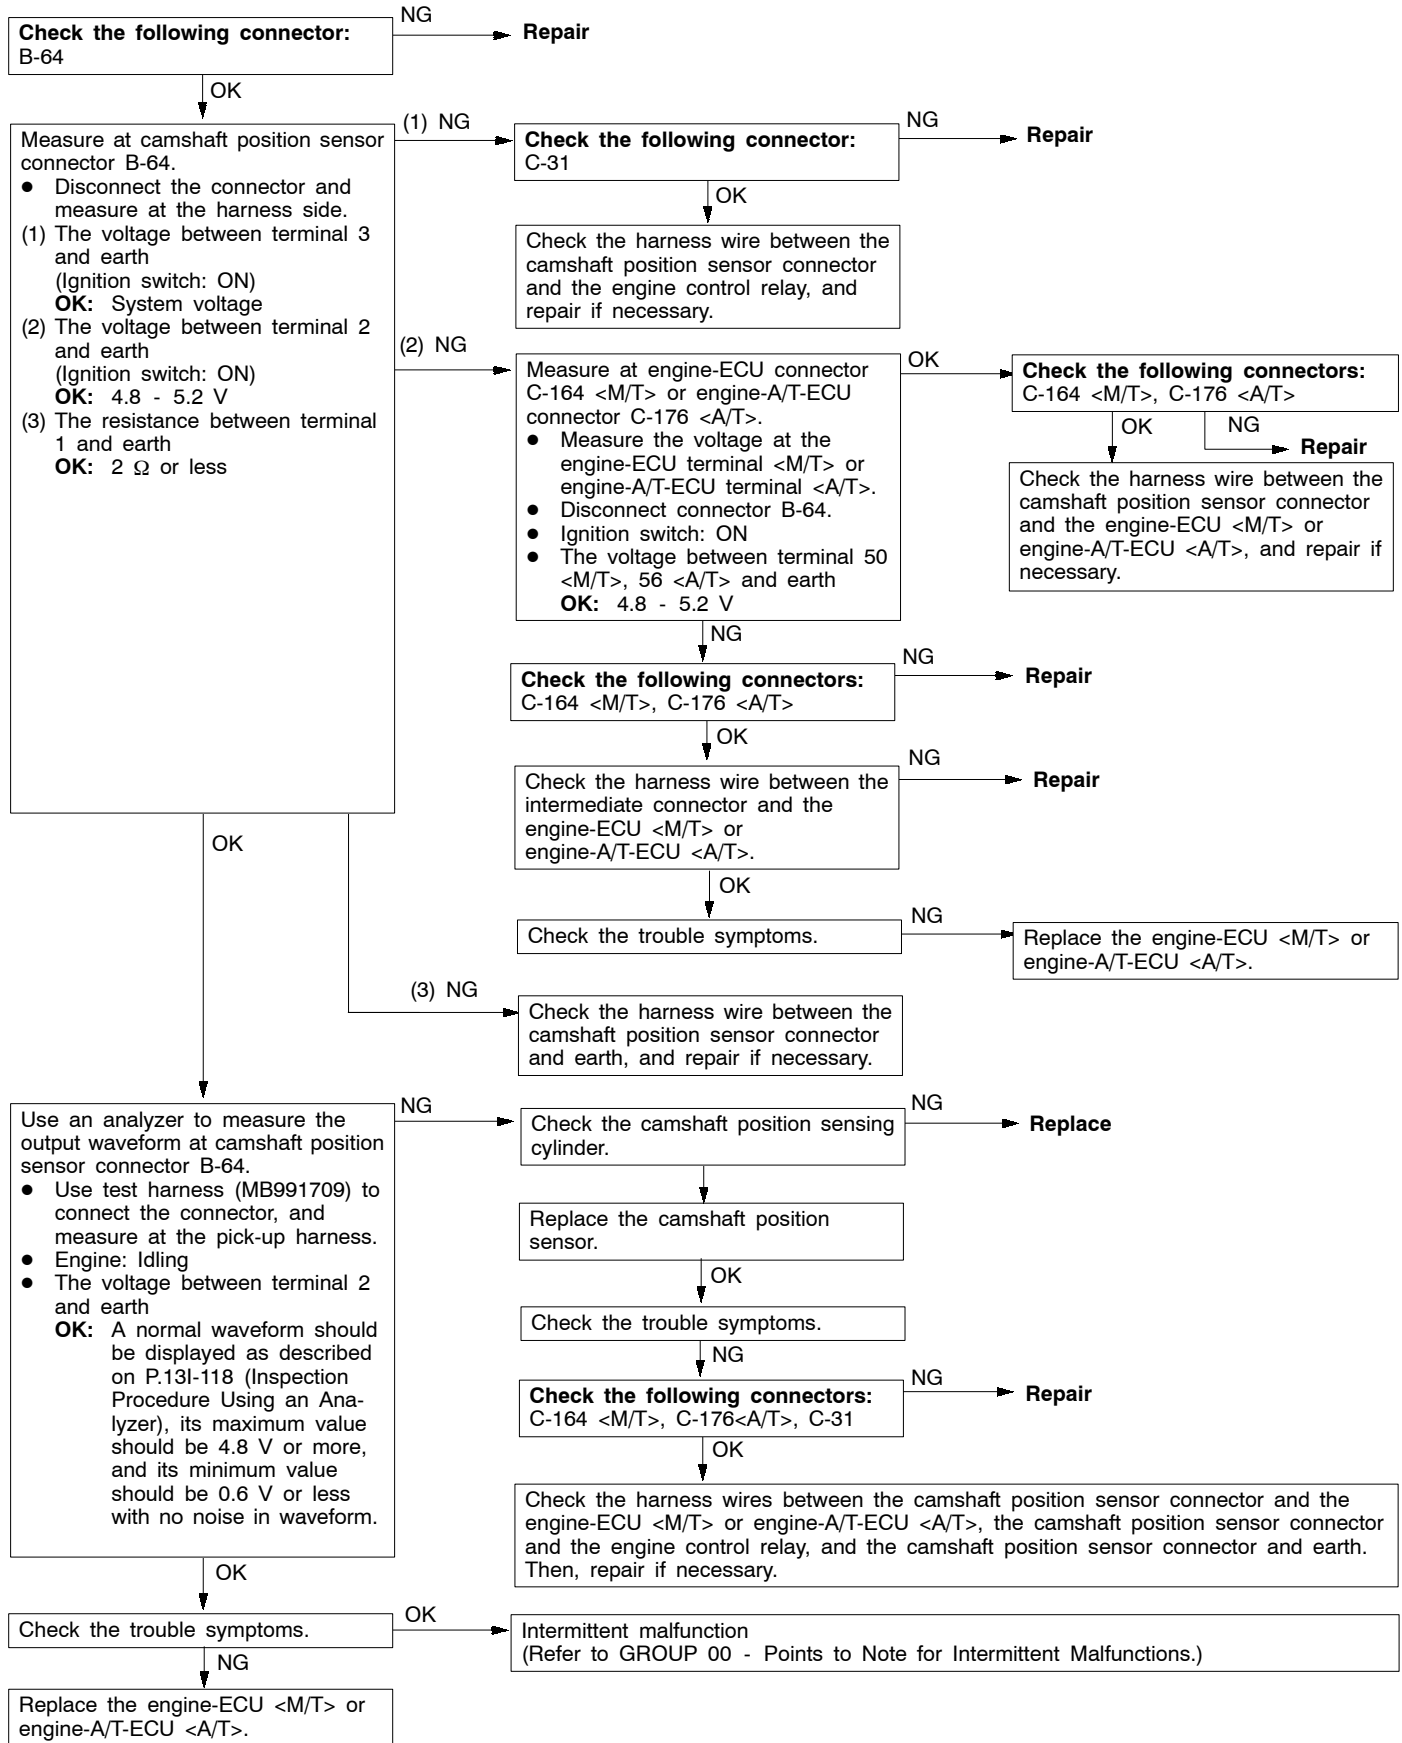 Check the following connector:
B-64
NG
Repair
OK
Measure at camshaft position sensor
connector B-64.
● Disconnect the connector and
measure at the harness side.
(1) The voltage between terminal 3
and earth
(Ignition switch: ON)
OK: System voltage
(2) The voltage between terminal 2
and earth
(Ignition switch: ON)
OK: 4.8 - 5.2 V
(3) The resistance between terminal
1 and earth
OK: 2 Ω or less
(1) NG
Check the following connector:
C-31
NG
Repair
OK
Check the harness wire between the
camshaft position sensor connector
and the engine control relay, and
repair if necessary.
(2) NG
Measure at engine-ECU connector
C-164 <M/T> or engine-A/T-ECU
connector C-176 <A/T>.
● Measure the voltage at the
engine-ECU terminal <M/T> or
engine-A/T-ECU terminal <A/T>.
● Disconnect connector B-64.
● Ignition switch: ON
● The voltage between terminal 50
<M/T>, 56 <A/T> and earth
OK: 4.8 - 5.2 V
OK
Check the following connectors:
C-164 <M/T>, C-176 <A/T>
OK
NG
Repair
Check the harness wire between the
camshaft position sensor connector
and the engine-ECU <M/T> or
engine-A/T-ECU <A/T>, and repair if
necessary.
NG
Check the following connectors:
C-164 <M/T>, C-176 <A/T>
NG
Repair
OK
Check the harness wire between the
intermediate connector and the
engine-ECU <M/T> or
engine-A/T-ECU <A/T>.
NG
Repair
OK
Check the trouble symptoms.
NG
Replace the engine-ECU <M/T> or
engine-A/T-ECU <A/T>.
(3) NG
Check the harness wire between the
camshaft position sensor connector
and earth, and repair if necessary.
OK
Use an analyzer to measure the
output waveform at camshaft position
sensor connector B-64.
● Use test harness (MB991709) to
connect the connector, and
measure at the pick-up harness.
● Engine: Idling
● The voltage between terminal 2
and earth
OK: A normal waveform should
be displayed as described
on P.13I-118 (Inspection
Procedure Using an Ana-
lyzer), its maximum value
should be 4.8 V or more,
and its minimum value
should be 0.6 V or less
with no noise in waveform.
NG
Check the camshaft position sensing
cylinder.
NG
Replace
Replace the camshaft position
sensor.
OK
Check the trouble symptoms.
NG
Check the following connectors:
C-164 <M/T>, C-176<A/T>, C-31
NG
Repair
OK
Check the harness wires between the camshaft position sensor connector and the
engine-ECU <M/T> or engine-A/T-ECU <A/T>, the camshaft position sensor connector
and the engine control relay, and the camshaft position sensor connector and earth.
Then, repair if necessary.
OK
Check the trouble symptoms.
OK
Intermittent malfunction
(Refer to GROUP 00 - Points to Note for Intermittent Malfunctions.)
NG
Replace the engine-ECU <M/T> or
engine-A/T-ECU <A/T>.